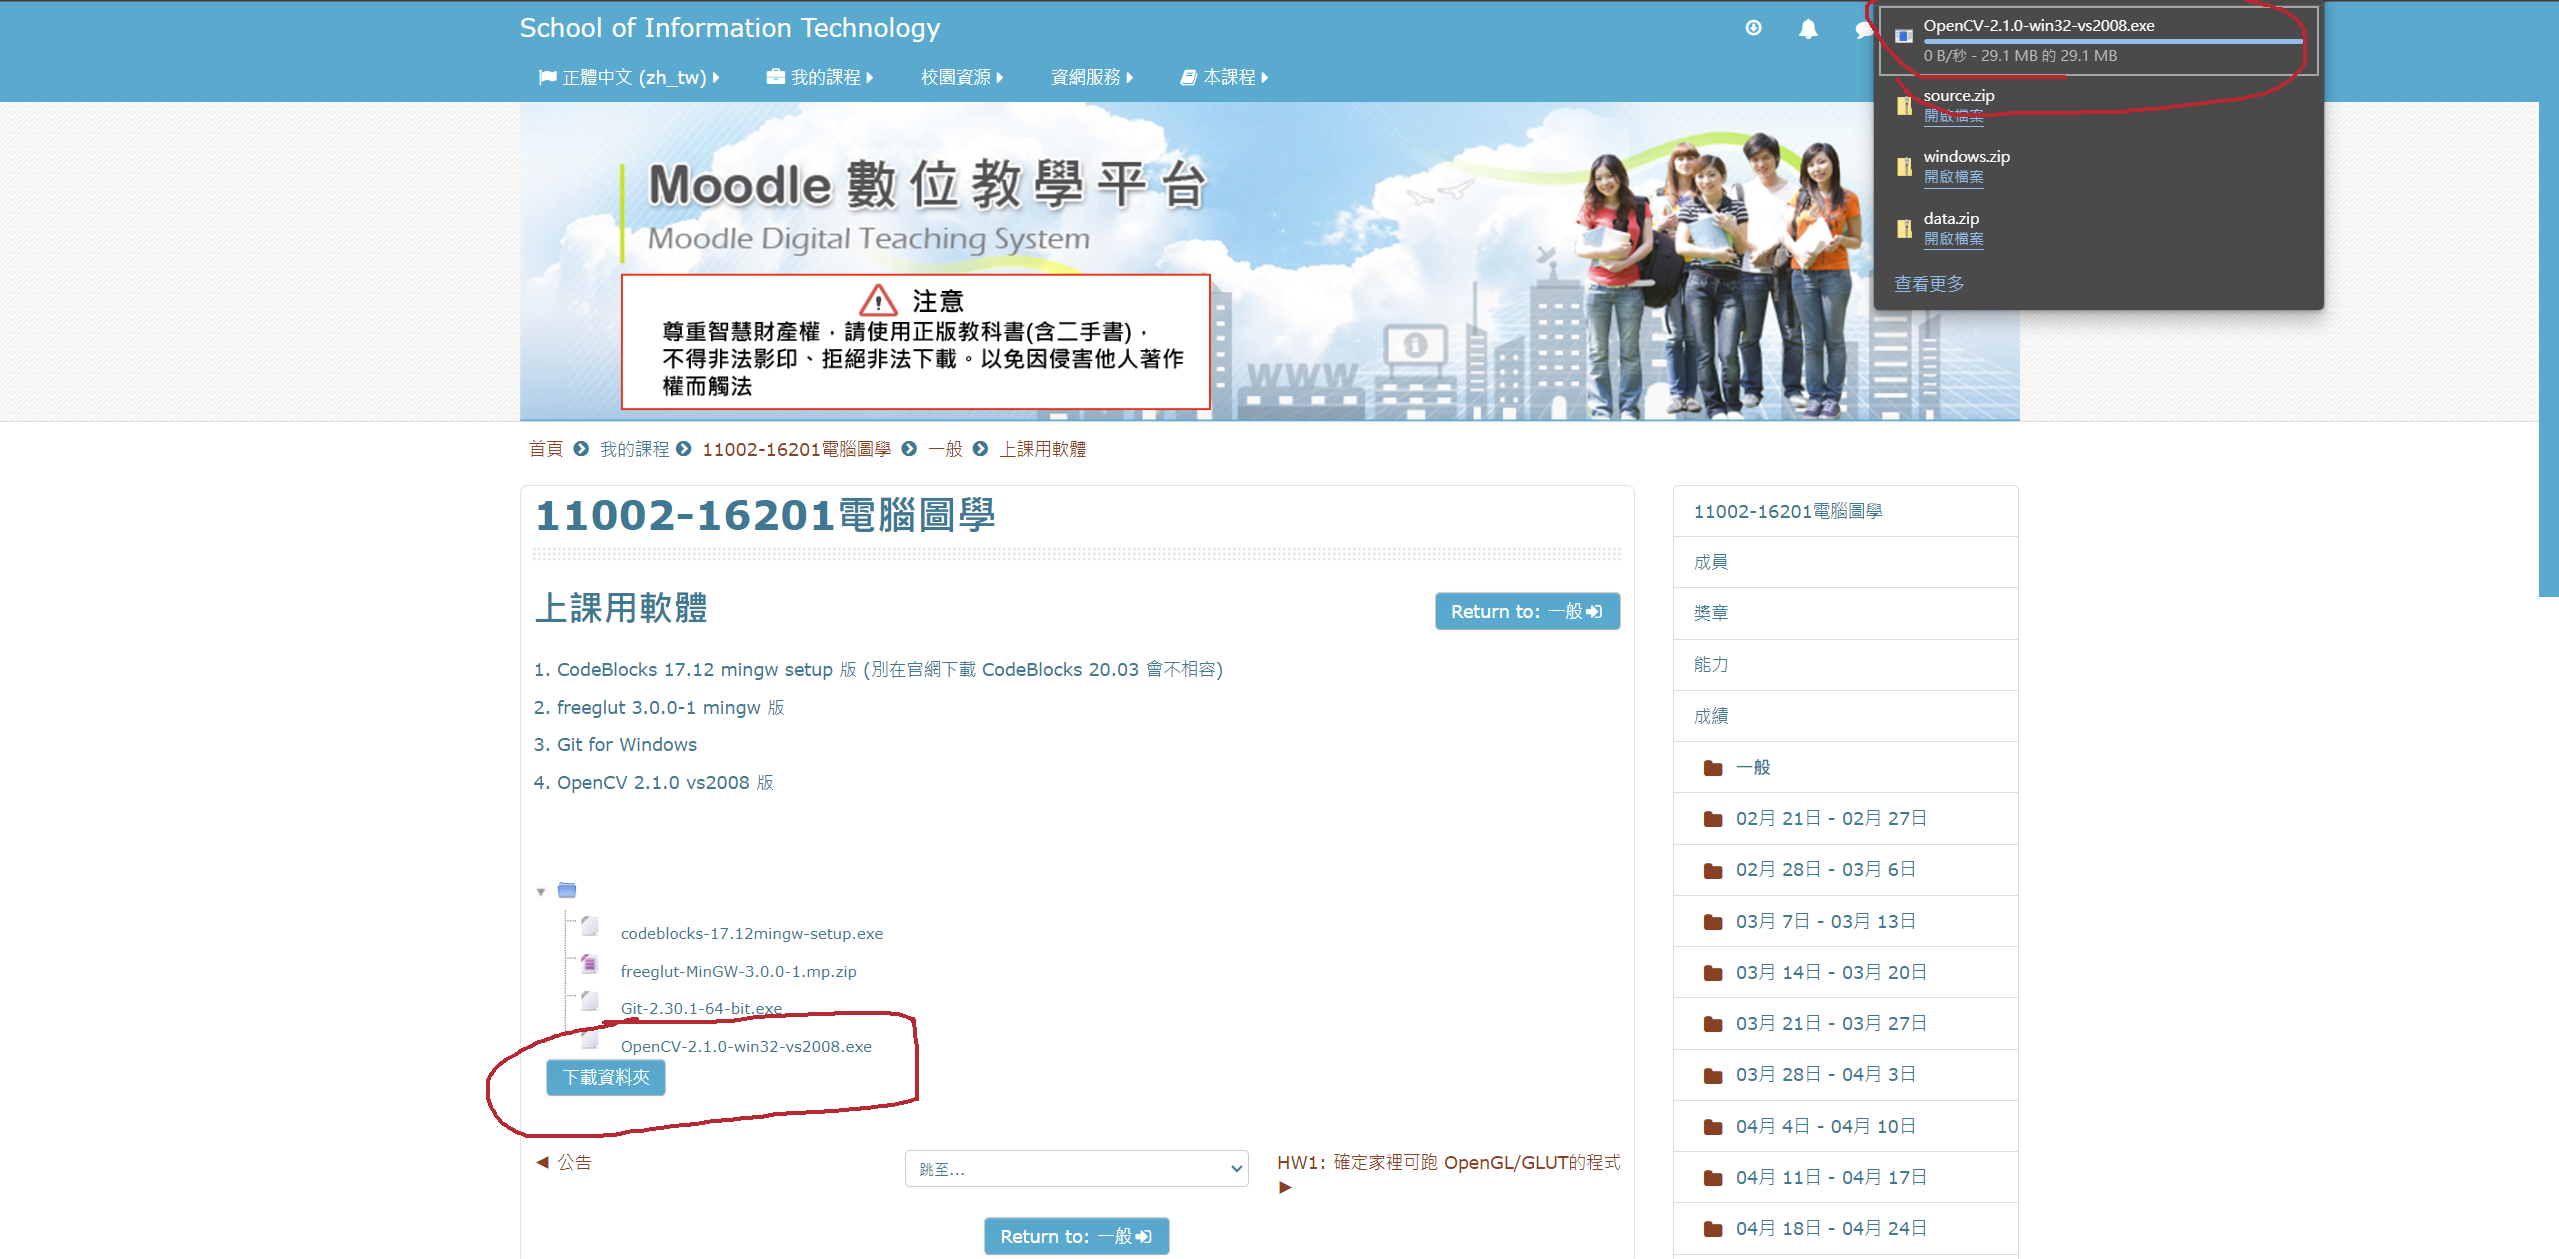 School of Information Technology
正體中文 (zh_tw)
我的課程
校園資源
資網服務
本課程
OpenCV-2.1.0-win32-vs2008.exe
0 B/秒 - 29.1 MB 的 29.1 MB
source.zip
開啟檔案
windows.zip
開啟檔案
data.zip
開啟檔案
查看更多
Moodle 數位教學平台
Moodle Digital Teaching System
注意
尊重智慧財產權，請使用正版教科書(含二手書)，
不得非法影印、拒絕非法下載。以免因侵害他人著作
權而觸法
WWW
首頁 我的課程 11002-16201電腦圖學 一般 上課用軟體
11002-16201電腦圖學
上課用軟體
Return to: 一般
1. CodeBlocks 17.12 mingw setup 版 (別在官網下載 CodeBlocks 20.03 會不相容)
2. freeglut 3.0.0-1 mingw 版
3. Git for Windows
4. OpenCV 2.1.0 vs2008 版
codeblocks-17.12mingw-setup.exe
freeglut-MinGW-3.0.0-1.mp.zip
Git-2.30.1-64-bit.exe
OpenCV-2.1.0-win32-vs2008.exe
下載資料夾
◀ 公告
跳至...
HW1: 確定家裡可跑 OpenGL/GLUT的程式
▶
Return to: 一般
11002-16201電腦圖學
成員
獎章
能力
成績
一般
02月 21日 - 02月 27日
02月 28日 - 03月 6日
03月 7日 - 03月 13日
03月 14日 - 03月 20日
03月 21日 - 03月 27日
03月 28日 - 04月 3日
04月 4日 - 04月 10日
04月 11日 - 04月 17日
04月 18日 - 04月 24日